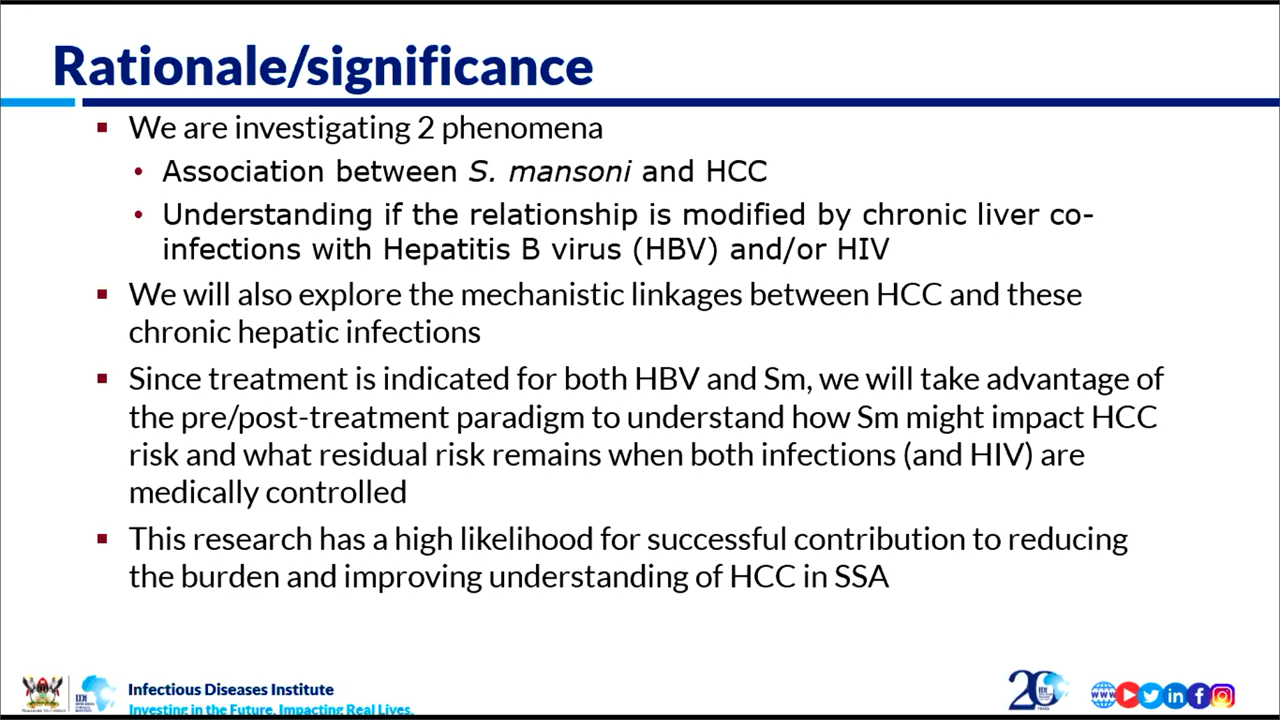 Rationale/significance
We are investigating 2 phenomena
Association between S. mansoni and HCC
Understanding if the relationship is modified by chronic liver co-
infections with Hepatitis B virus (HBV) and/or HIV
We will also explore the mechanistic linkages between HCC and these
chronic hepatic infections
Since treatment is indicated for both HBV and Sm, we will take advantage of
the pre/post-treatment paradigm to understand how Sm might impact HCC
risk and what residual risk remains when both infections (and HIV) are
medically controlled
This research has a high likelihood for successful contribution to reducing
the burden and improving understanding of HCC in SSA
Infectious Diseases Institute
Investing in the Future. Impacting Real Lives.
IDI
20
YEARS
www